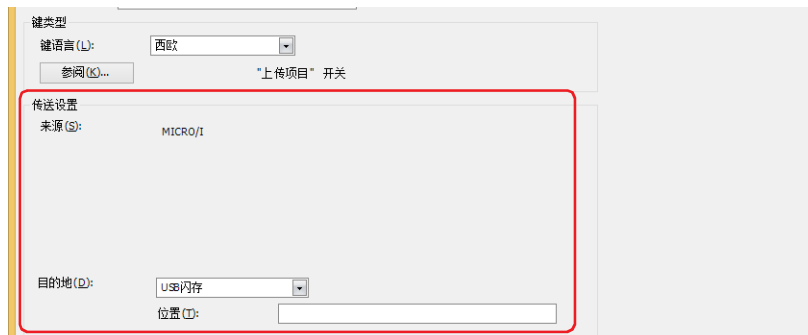 键类型
键语言(L): 西欧
参阅(K)... "上传项目" 开关
传送设置
来源(S): MICRO/I
目的地(D): USB闪存
位置(T):